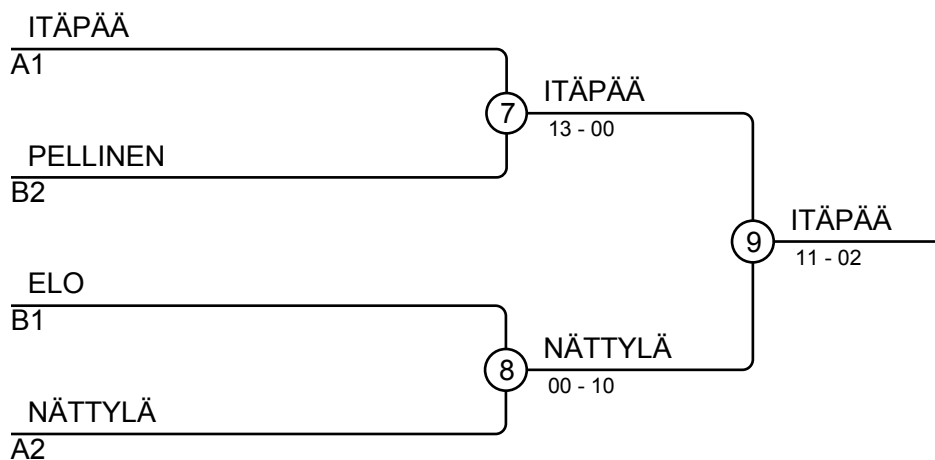 ITÄPÄÄ
A1
7
ITÄPÄÄ
13 - 00
PELLINEN
B2
9
ITÄPÄÄ
11 - 02
ELO
B1
8
NÄTTYLÄ
00 - 10
NÄTTYLÄ
A2